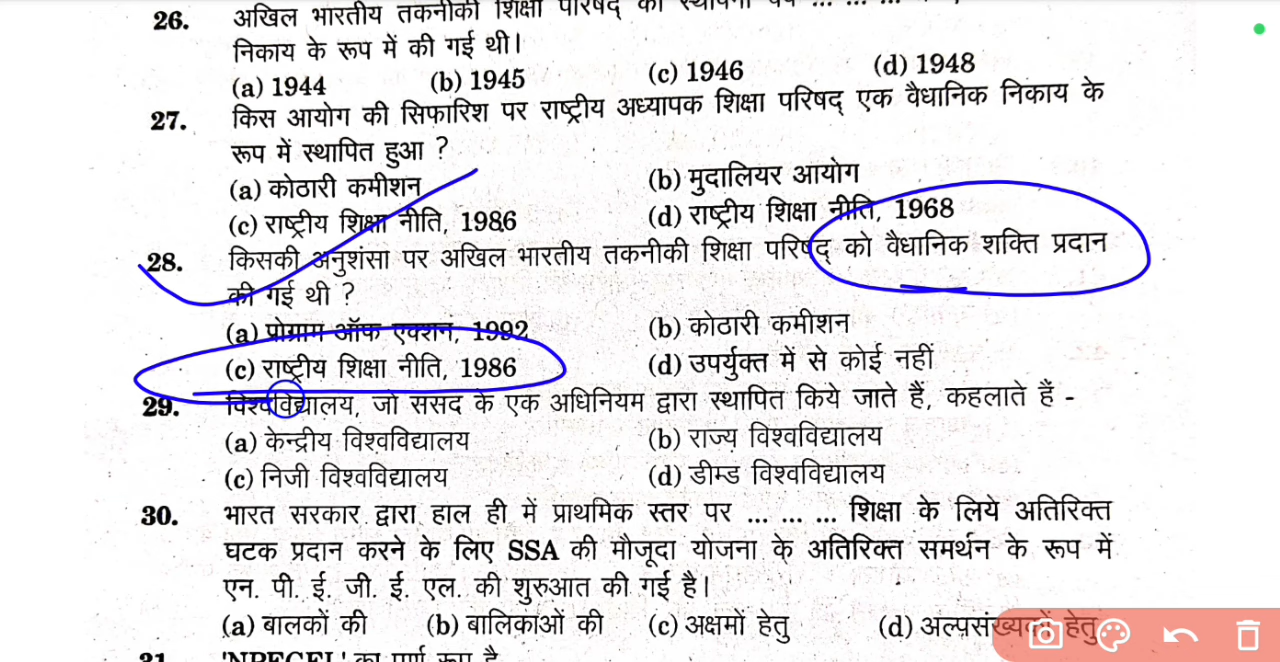 26. अखिल भारतीय तकनीकी शिक्षा परिषद् की स्थापना ... ... ...
निकाय के रूप में की गई थी।
(a) 1944 (b) 1945 (c) 1946 (d) 1948
27. किस आयोग की सिफारिश पर राष्ट्रीय अध्यापक शिक्षा परिषद् एक वैधानिक निकाय के
रूप में स्थापित हुआ ?
(a) कोठारी कमीशन (b) मुदालियर आयोग
(c) राष्ट्रीय शिक्षा नीति, 1986 (d) राष्ट्रीय शिक्षा नीति, 1968
28. किसकी अनुशंसा पर अखिल भारतीय तकनीकी शिक्षा परिषद् को वैधानिक शक्ति प्रदान
की गई थी ?
(a) प्रोग्राम ऑफ एक्शन, 1992 (b) कोठारी कमीशन
(c) राष्ट्रीय शिक्षा नीति, 1986 (d) उपर्युक्त में से कोई नहीं
29. विश्वविद्यालय, जो संसद के एक अधिनियम द्वारा स्थापित किये जाते हैं, कहलाते हैं -
(a) केन्द्रीय विश्वविद्यालय (b) राज्य विश्वविद्यालय
(c) निजी विश्वविद्यालय (d) डीम्ड विश्वविद्यालय
30. भारत सरकार द्वारा हाल ही में प्राथमिक स्तर पर ... ... ... शिक्षा के लिये अतिरिक्त
घटक प्रदान करने के लिए SSA की मौजूदा योजना के अतिरिक्त समर्थन के रूप में
एन. पी. ई. जी. ई. एल. की शुरुआत की गई है।
(a) बालकों की (b) बालिकाओं की (c) अक्षमों हेतु (d) अल्पसंख्यकों हेतु
31. 'NPEGEL' का पूर्ण रूप है